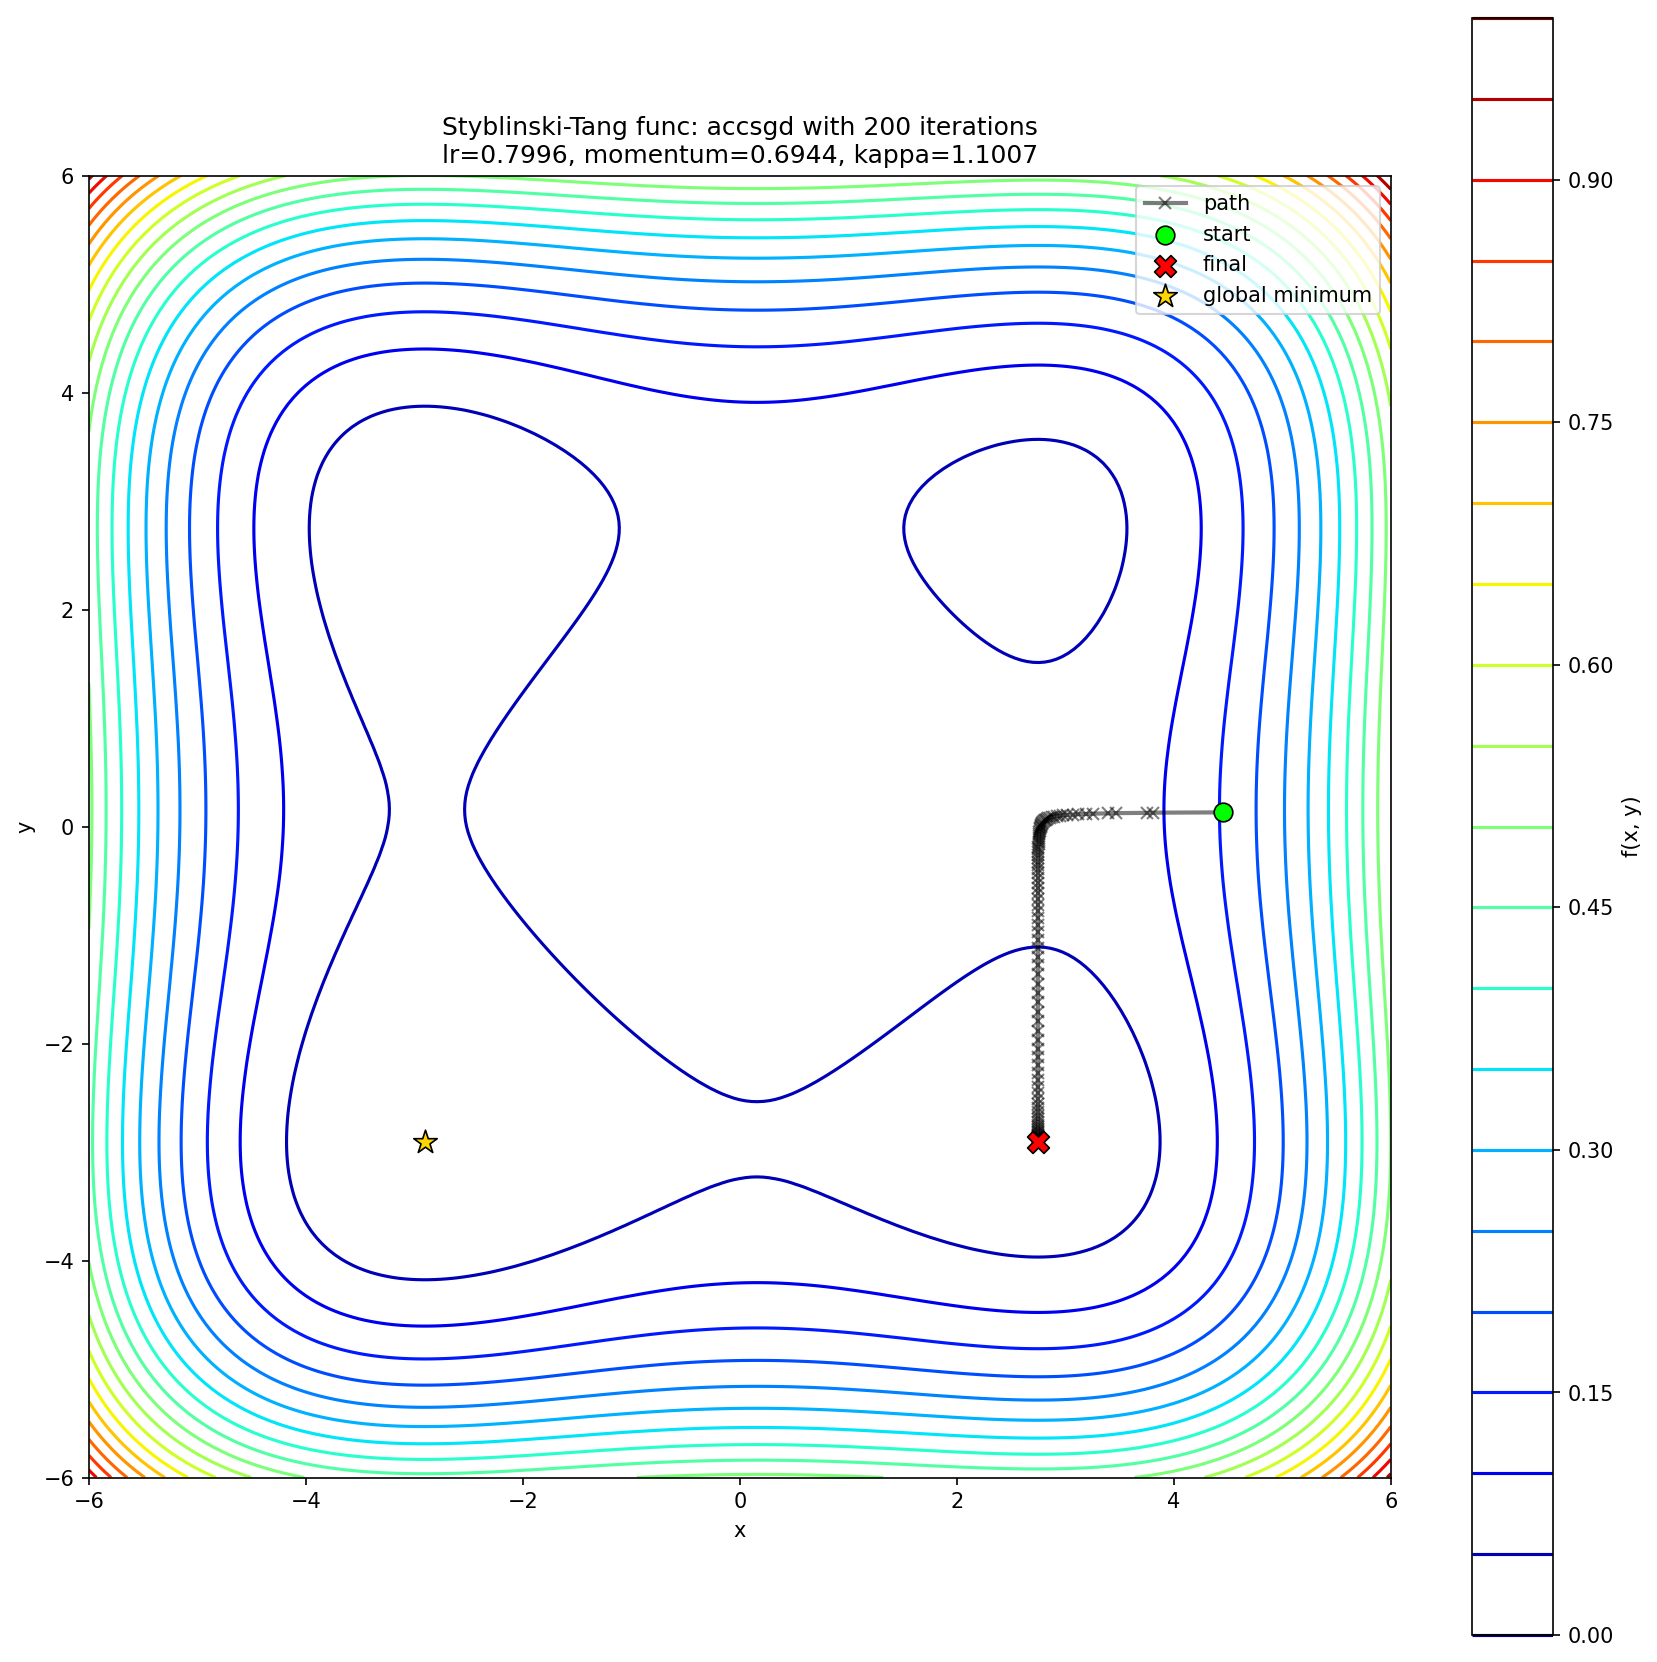 Styblinski-Tang func: accsgd with 200 iterations
lr=0.7996, momentum=0.6944, kappa=1.1007
path
start
final
global minimum
6
4
2
0
−2
−4
−6
y
−6
−4
−2
0
2
4
6
x
0.90
0.75
0.60
0.45
0.30
0.15
0.00
f(x, y)